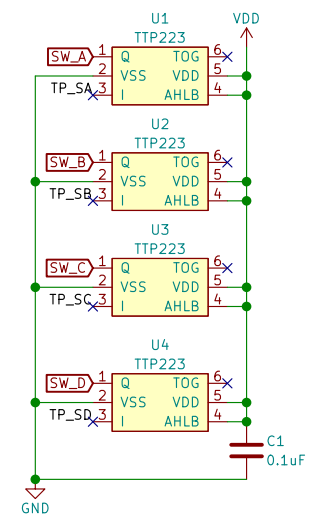 U1
VDD
TTP223
SW_A 1 Q TOG 6
2 VSS VDD 5
TP_SA 3 I AHLB 4
U2
TTP223
SW_B 1 Q TOG 6
2 VSS VDD 5
TP_SB 3 I AHLB 4
U3
TTP223
SW_C 1 Q TOG 6
2 VSS VDD 5
TP_SC 3 I AHLB 4
U4
TTP223
SW_D 1 Q TOG 6
2 VSS VDD 5
TP_SD 3 I AHLB 4
C1
0.1uF
GND